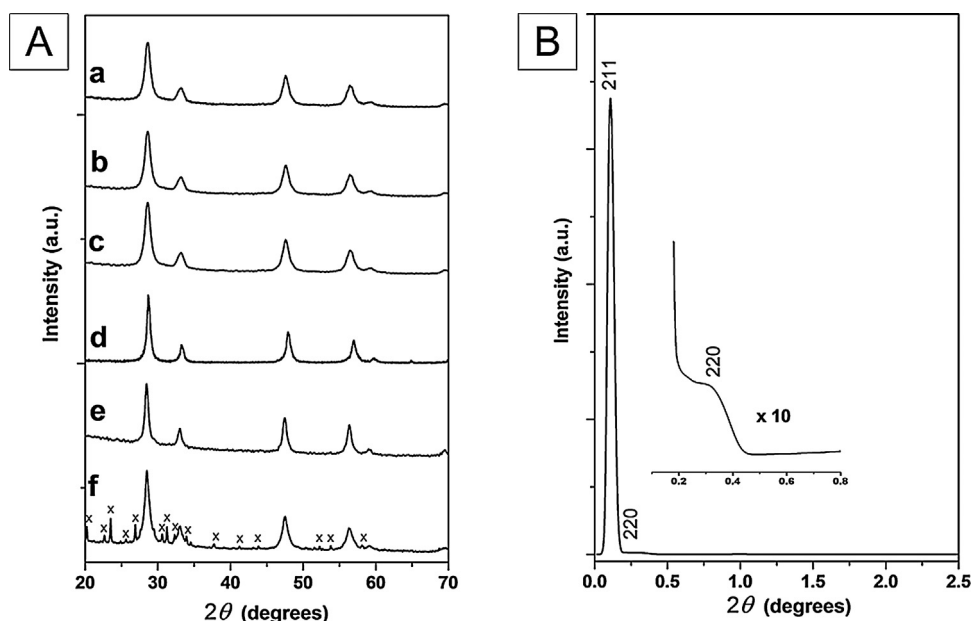 A
a
b
c
d
e
f
x x x x x x x x x x x x x x x
Intensity (a.u.)
20 30 40 50 60 70
2θ (degrees)
B
211
220
220
x 10
0.2 0.4 0.6 0.8
Intensity (a.u.)
0.0 0.5 1.0 1.5 2.0 2.5
2θ (degrees)